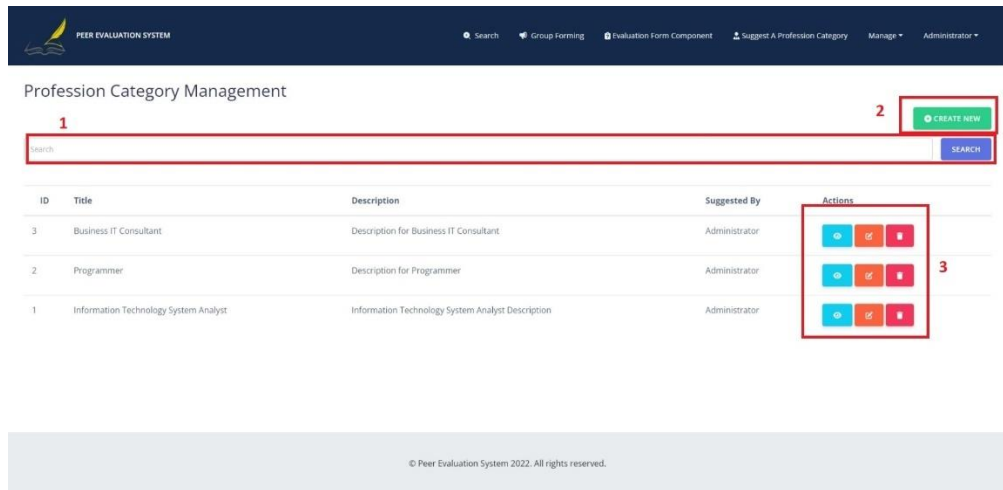 PEER EVALUATION SYSTEM
Search Group Forming Evaluation Form Component Suggest A Profession Category Manage Administrator
Profession Category Management
1
2
CREATE NEW
Search SEARCH
ID Title Description Suggested By Actions
3 Business IT Consultant Description for Business IT Consultant Administrator
2 Programmer Description for Programmer Administrator
3
1 Information Technology System Analyst Information Technology System Analyst Description Administrator
© Peer Evaluation System 2022. All rights reserved.